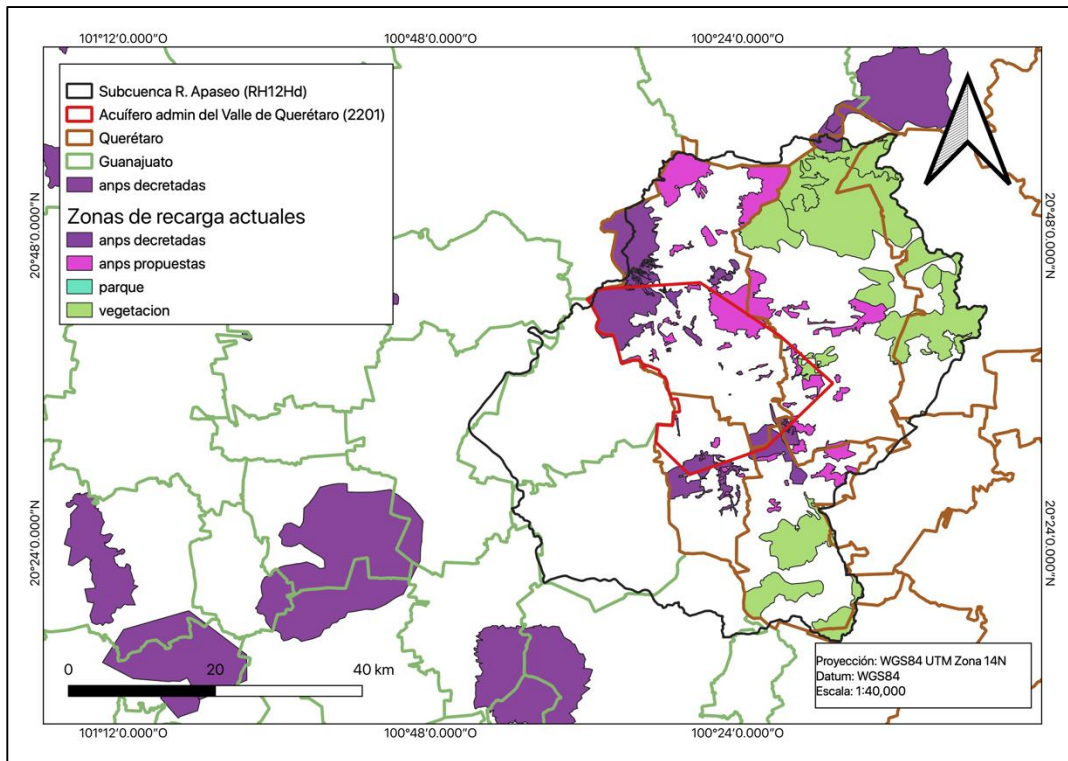 101°12'0.000"O 100°48'0.000"O 100°24'0.000"O
Subcuenca R. Apaseo (RH12Hd)
Acuífero admin del Valle de Querétaro (2201)
Querétaro
Guanajuato
anps decretadas
Zonas de recarga actuales
anps decretadas
anps propuestas
parque
vegetacion
20°48'0.000"N
20°48'0.000"N
20°24'0.000"N
20°24'0.000"N
0 20 40 km
Proyección: WGS84 UTM Zona 14N
Datum: WGS84
Escala: 1:40,000
101°12'0.000"O 100°48'0.000"O 100°24'0.000"O